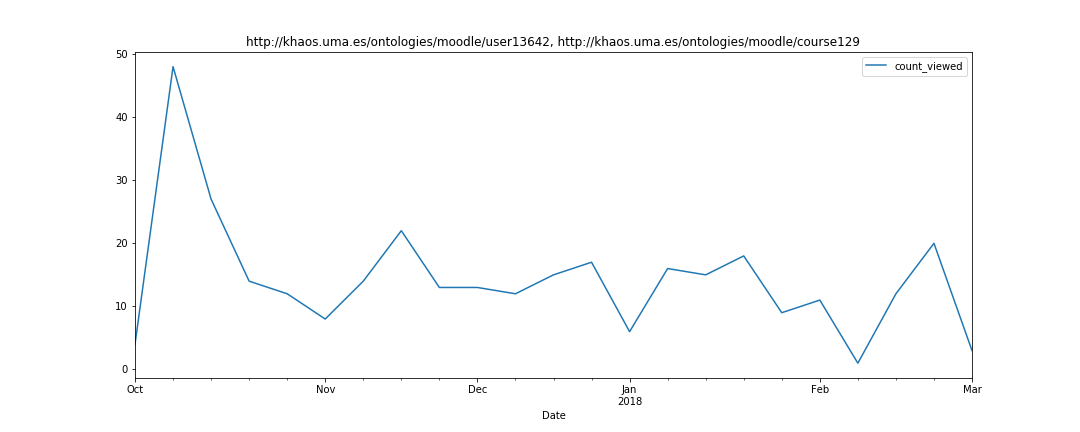 http://khaos.uma.es/ontologies/moodle/user13642, http://khaos.uma.es/ontologies/moodle/course129
count_viewed
50
40
30
20
10
0
Oct
Nov
Dec
Jan
2018
Feb
Mar
Date